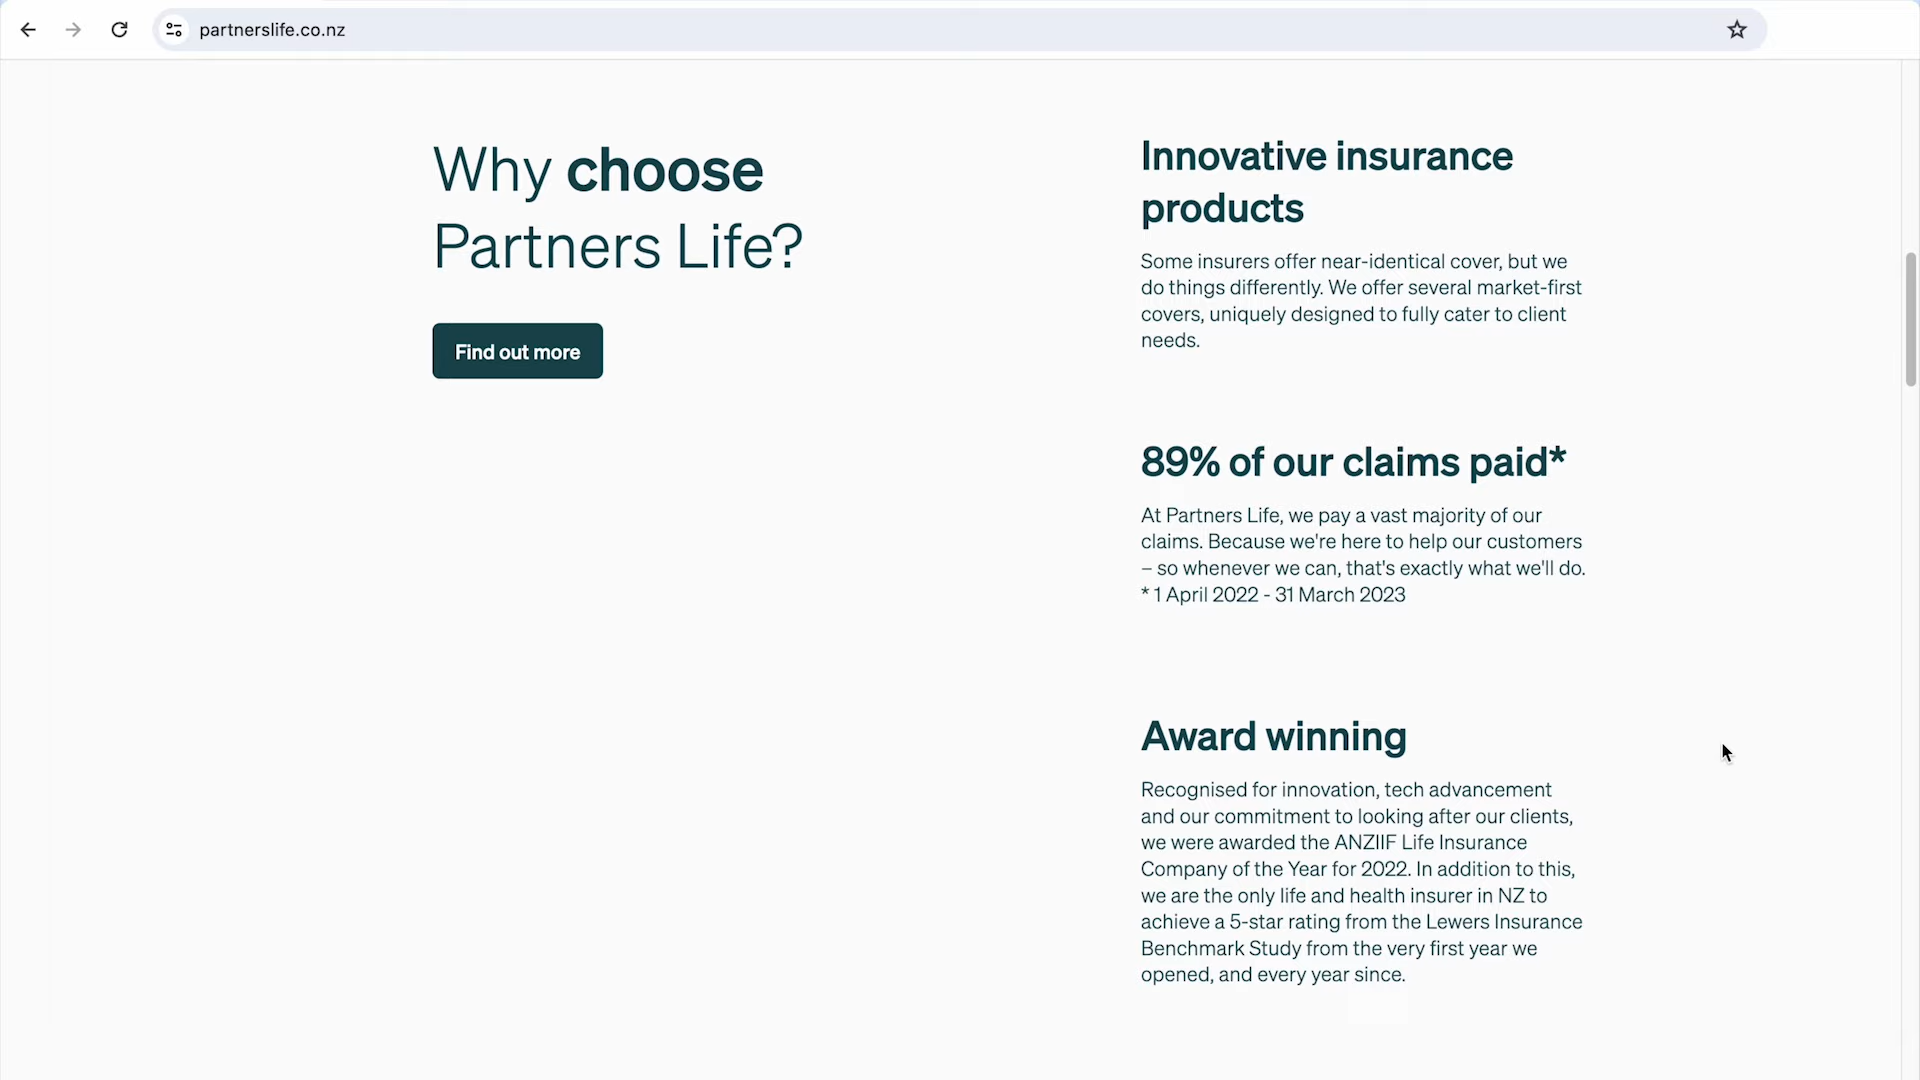 partnerslife.co.nz
Why choose
Partners Life?
Find out more
Innovative insurance
products
Some insurers offer near-identical cover, but we
do things differently. We offer several market-first
covers, uniquely designed to fully cater to client
needs.
89% of our claims paid*
At Partners Life, we pay a vast majority of our
claims. Because we're here to help our customers
– so whenever we can, that's exactly what we'll do.
* 1 April 2022 - 31 March 2023
Award winning
Recognised for innovation, tech advancement
and our commitment to looking after our clients,
we were awarded the ANZIIF Life Insurance
Company of the Year for 2022. In addition to this,
we are the only life and health insurer in NZ to
achieve a 5-star rating from the Lewers Insurance
Benchmark Study from the very first year we
opened, and every year since.